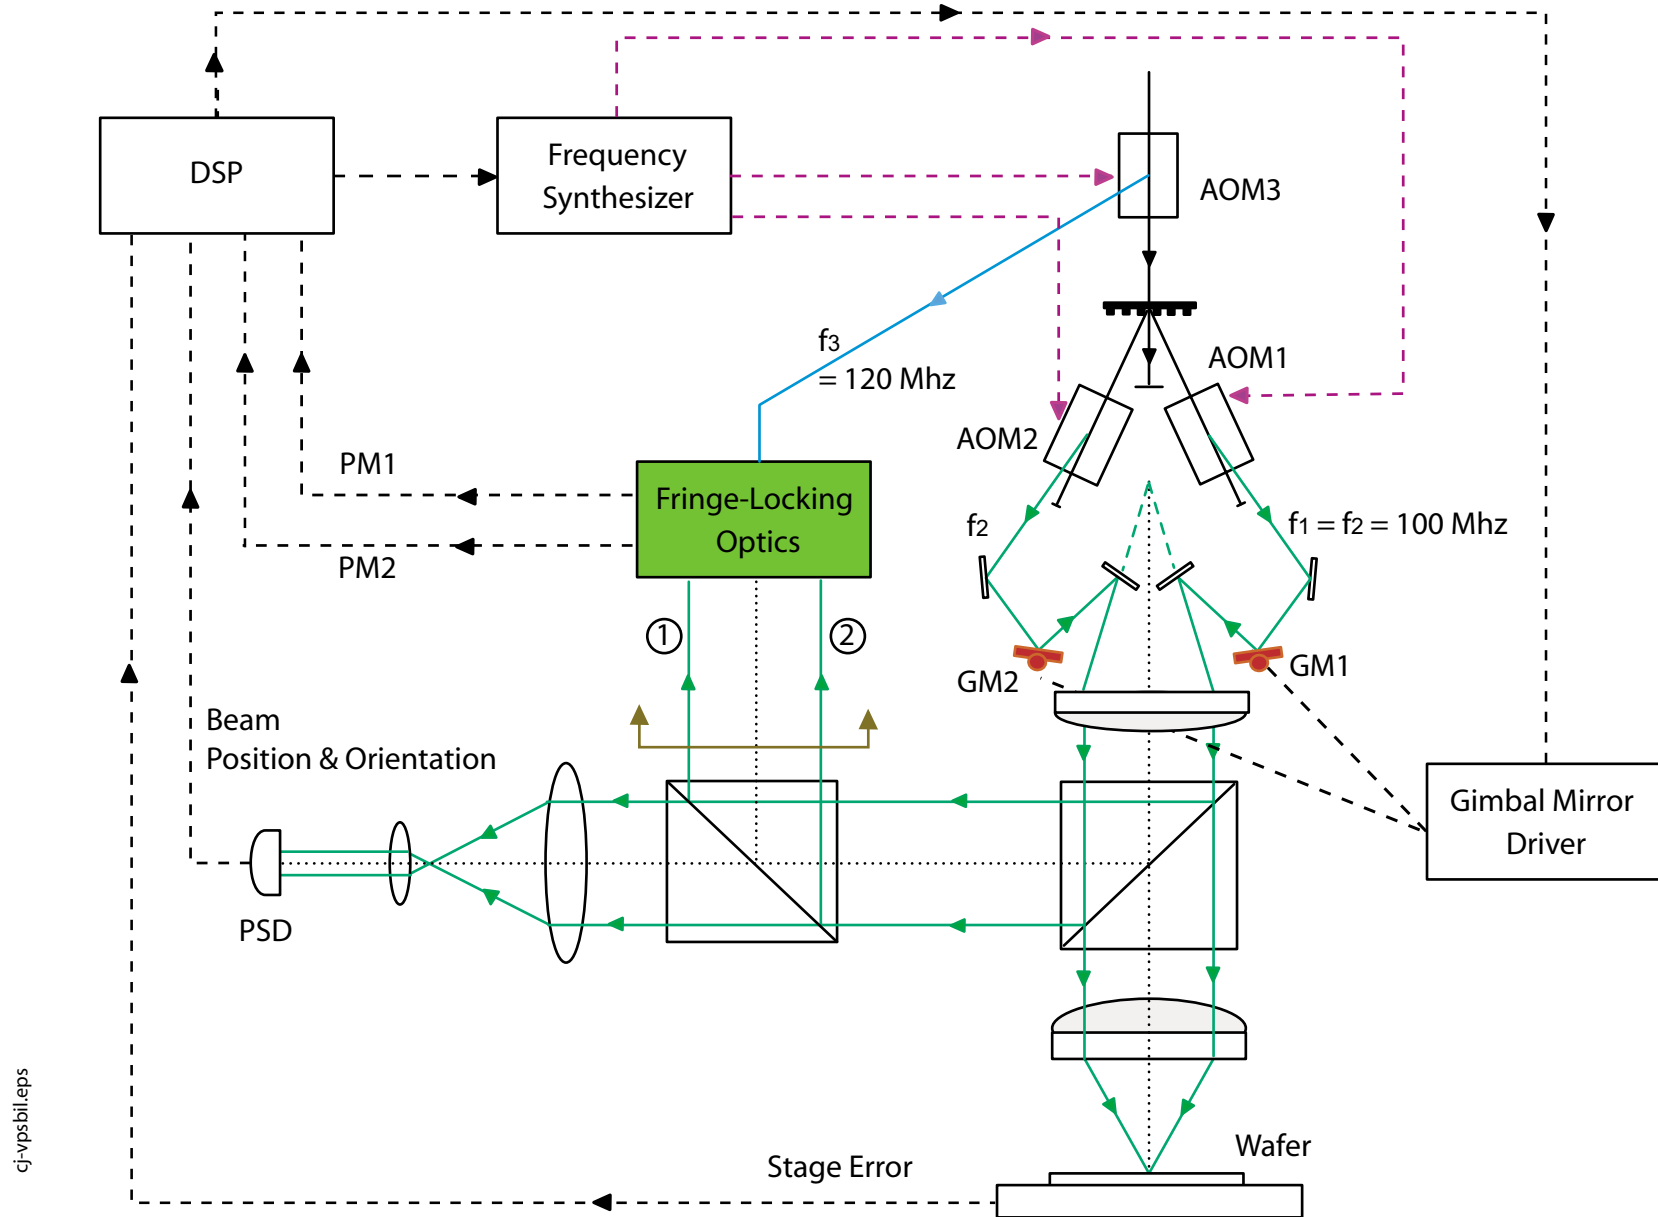 DSP
Frequency
Synthesizer
AOM3
AOM1
f3
= 120 Mhz
AOM2
PM1
Fringe-Locking
Optics
f2
f1 = f2 = 100 Mhz
PM2
1
2
GM2
GM1
Beam
Position & Orientation
Gimbal Mirror
Driver
PSD
cj-vpsbil.eps
Wafer
Stage Error